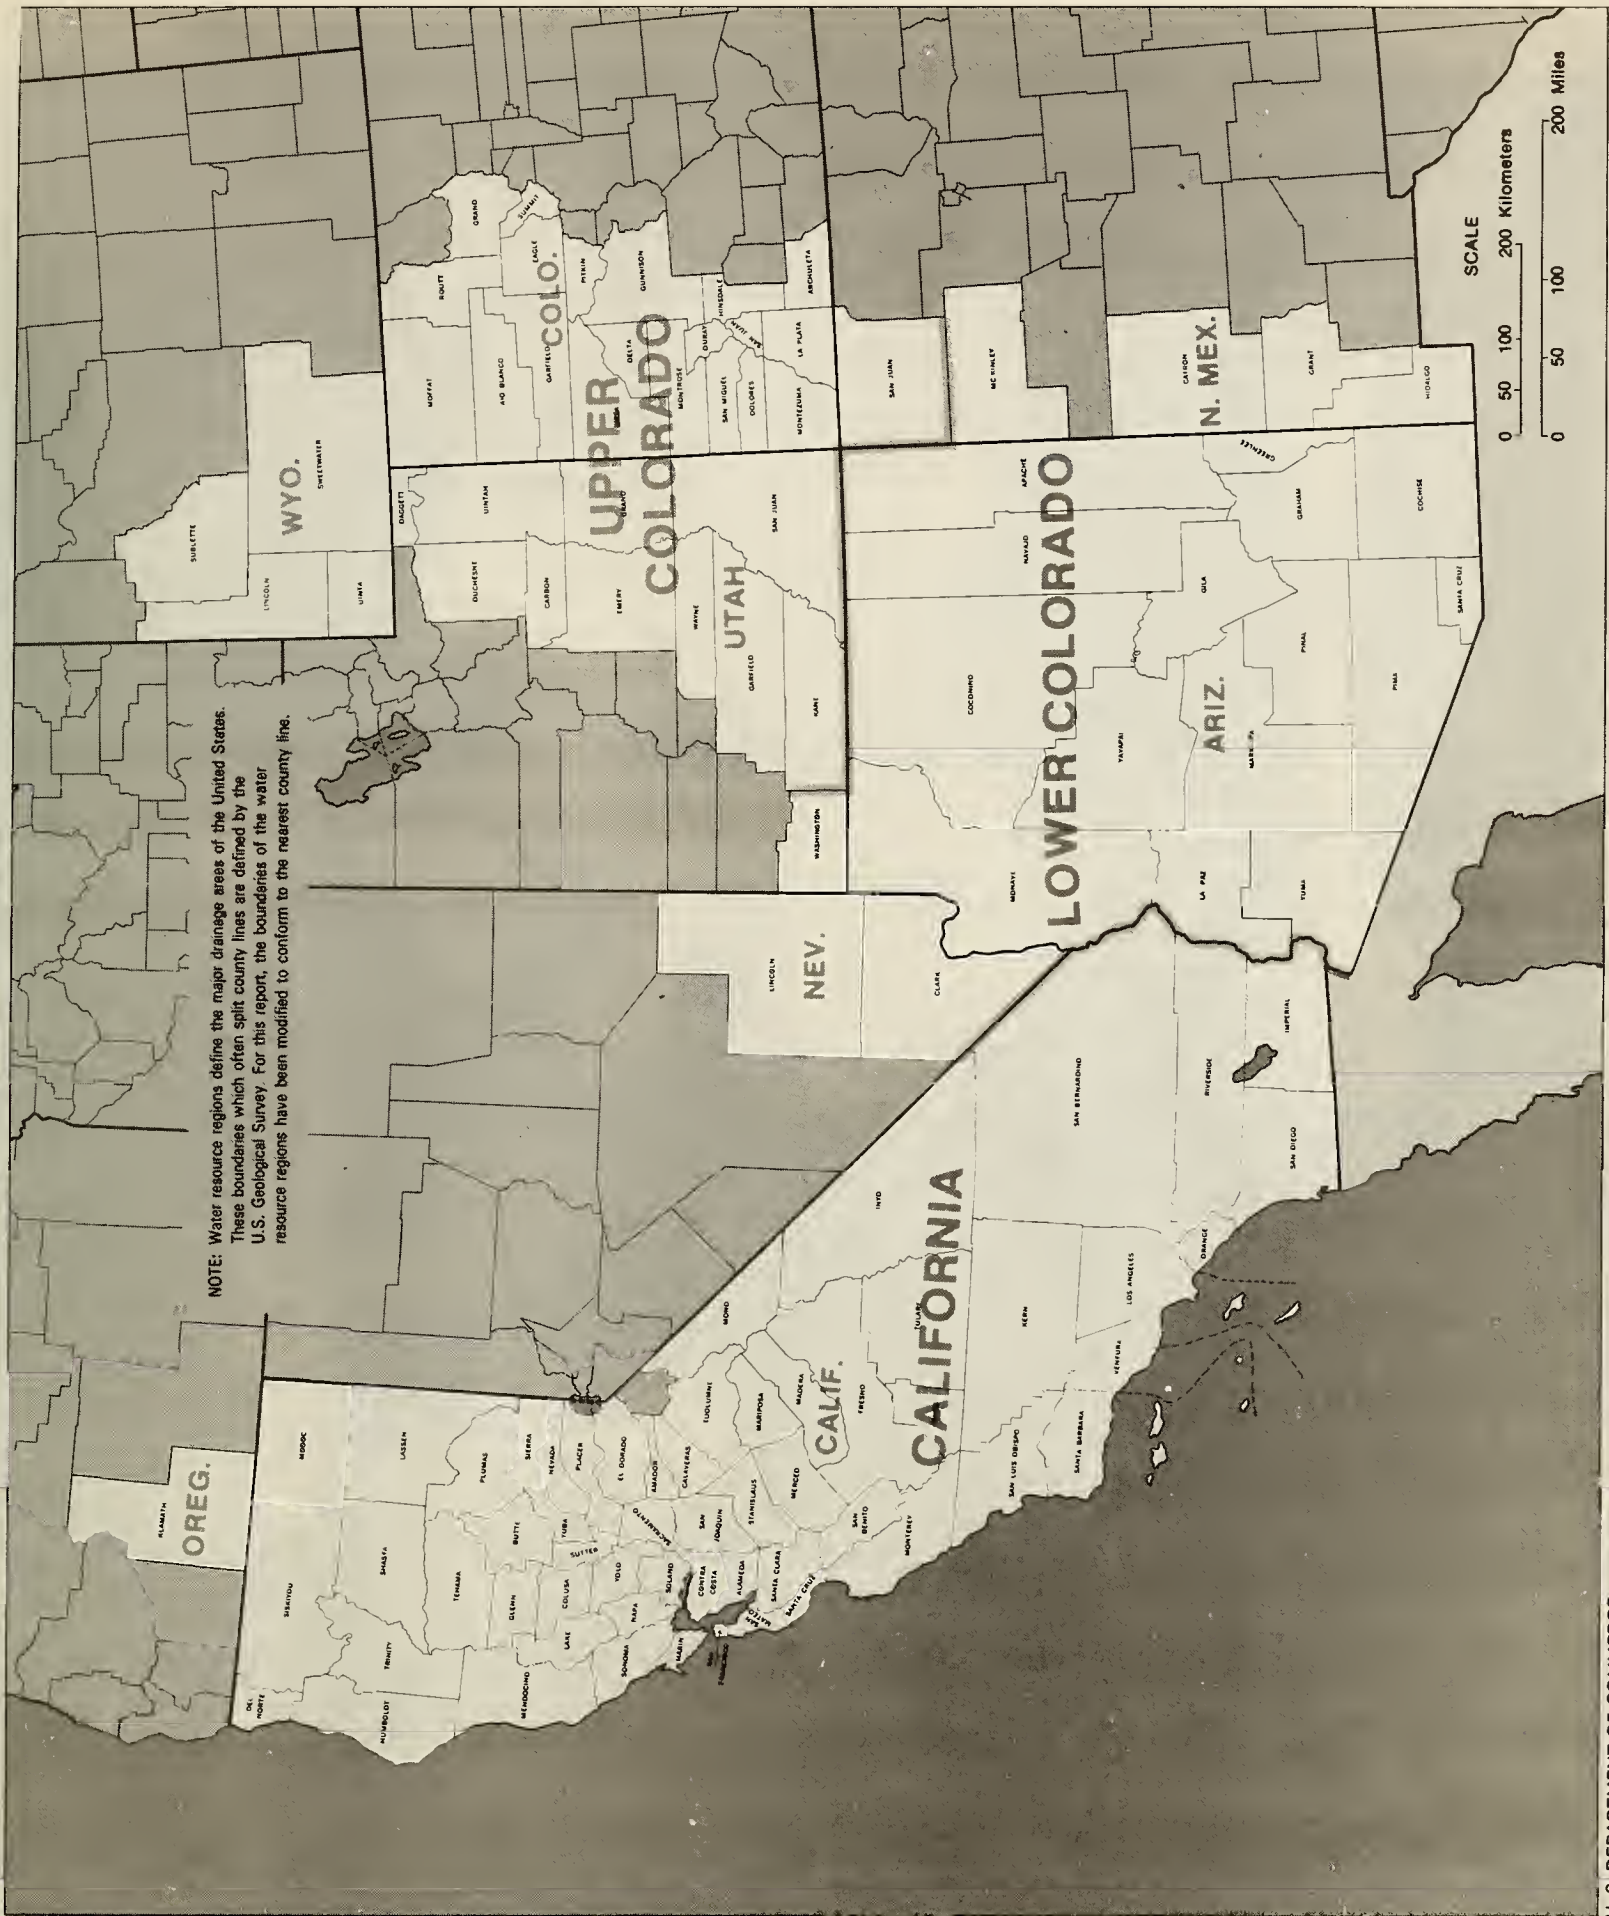 NOTE: Water resource regions define the major drainage areas of the United States.
These boundaries which often split county lines are defined by the
U.S. Geological Survey. For this report, the boundaries of the water
resource regions have been modified to conform to the nearest county line.
OREG.
KLAMATH
CALIFORNIA
CALIF.
DEL
NORTE
SISKIYOU
MODOC
HUMBOLDT
TRINITY
SHASTA
LASSEN
TEHAMA
PLUMAS
MENDOCINO
GLENN
BUTTE
SIERRA
NEVADA
LAKE
COLUSA
SUTTER
YUBA
PLACER
SONOMA
NAPA
YOLO
SACRAMENTO
EL DORADO
AMADOR
MARIN
SOLANO
CALAVERAS
SAN
FRANCISCO
CONTRA
COSTA
SAN
JOAQUIN
TUOLUMNE
MONO
SAN
MATEO
ALAMEDA
STANISLAUS
MARIPOSA
SANTA CRUZ
SANTA CLARA
MERCED
MADERA
SAN
BENITO
MONTEREY
FRESNO
INYO
TULARE
SAN LUIS OBISPO
KERN
SAN BERNARDINO
SANTA BARBARA
VENTURA
LOS ANGELES
ORANGE
RIVERSIDE
SAN DIEGO
IMPERIAL
NEV.
LINCOLN
CLARK
WYO.
SUBLETTE
LINCOLN
UINTA
SWEETWATER
UPPER
COLORADO
UTAH
DAGGETT
DUCHESNE
UINTAH
CARBON
EMERY
GRAND
WAYNE
GARFIELD
SAN JUAN
KANE
WASHINGTON
COLO.
MOFFAT
ROUTT
GRAND
RIO BLANCO
SUMMIT
GARFIELD
EAGLE
PITKIN
DELTA
GUNNISON
MONTROSE
OURAY
HINSDALE
SAN MIGUEL
SAN JUAN
DOLORES
MONTEZUMA
LA PLATA
ARCHULETA
LOWER COLORADO
ARIZ.
MOHAVE
COCONINO
NAVAJO
APACHE
YAVAPAI
LA PAZ
MARICOPA
GILA
GREENLEE
GRAHAM
YUMA
PINAL
PIMA
SANTA CRUZ
COCHISE
N. MEX.
SAN JUAN
MC KINLEY
CATRON
GRANT
HIDALGO
SCALE
0 50 100 200 Kilometers
0 50 100 200 Miles